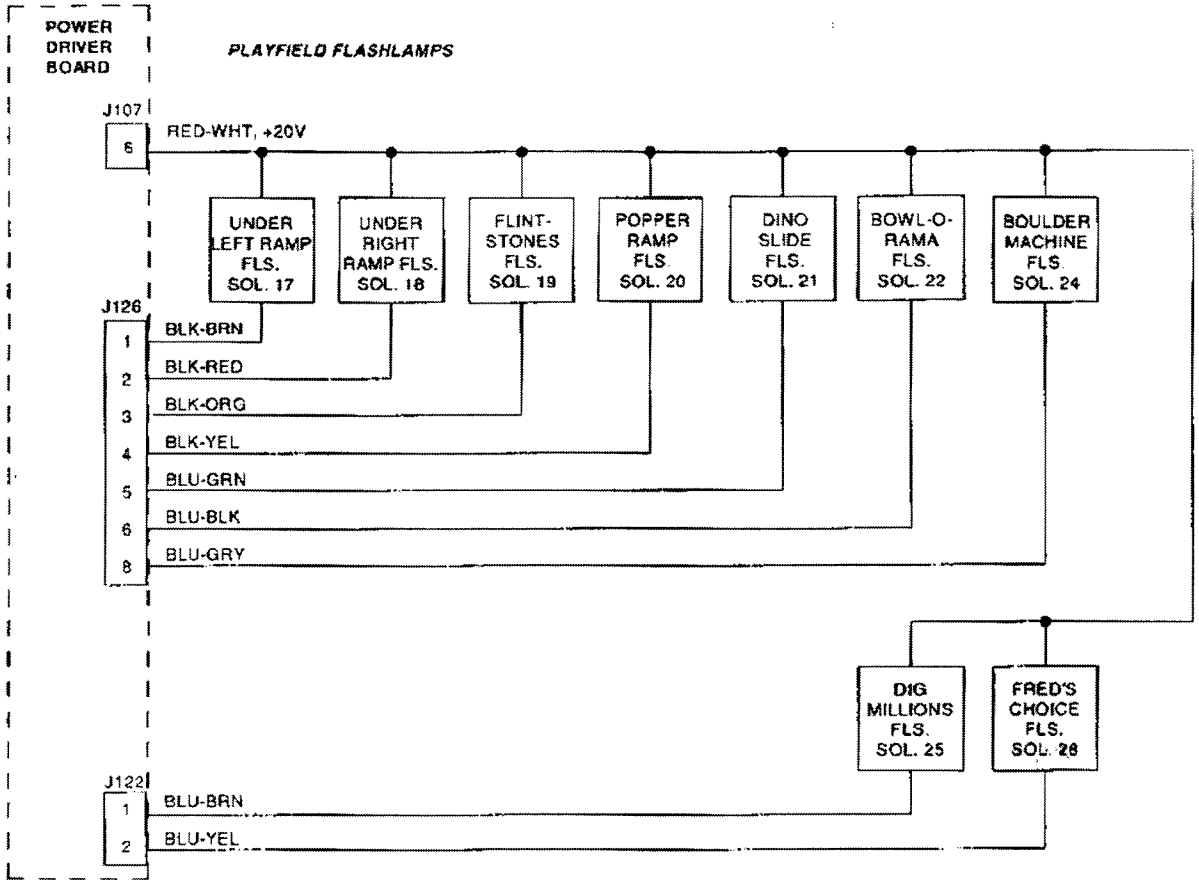 POWER
DRIVER
BOARD
PLAYFIELD FLASHLAMPS
J107
6
RED-WHT, +20V
UNDER
LEFT RAMP
FLS.
SOL. 17
UNDER
RIGHT
RAMP FLS.
SOL. 18
FLINT-
STONES
FLS.
SOL. 19
POPPER
RAMP
FLS.
SOL. 20
DINO
SLIDE
FLS.
SOL. 21
BOWL-O-
RAMA
FLS.
SOL. 22
BOULDER
MACHINE
FLS.
SOL. 24
J126
1
BLK-BRN
2
BLK-RED
3
BLK-ORG
4
BLK-YEL
5
BLU-GRN
6
BLU-BLK
8
BLU-GRY
DIG
MILLIONS
FLS.
SOL. 25
FRED'S
CHOICE
FLS.
SOL. 28
J122
1
BLU-BRN
2
BLU-YEL